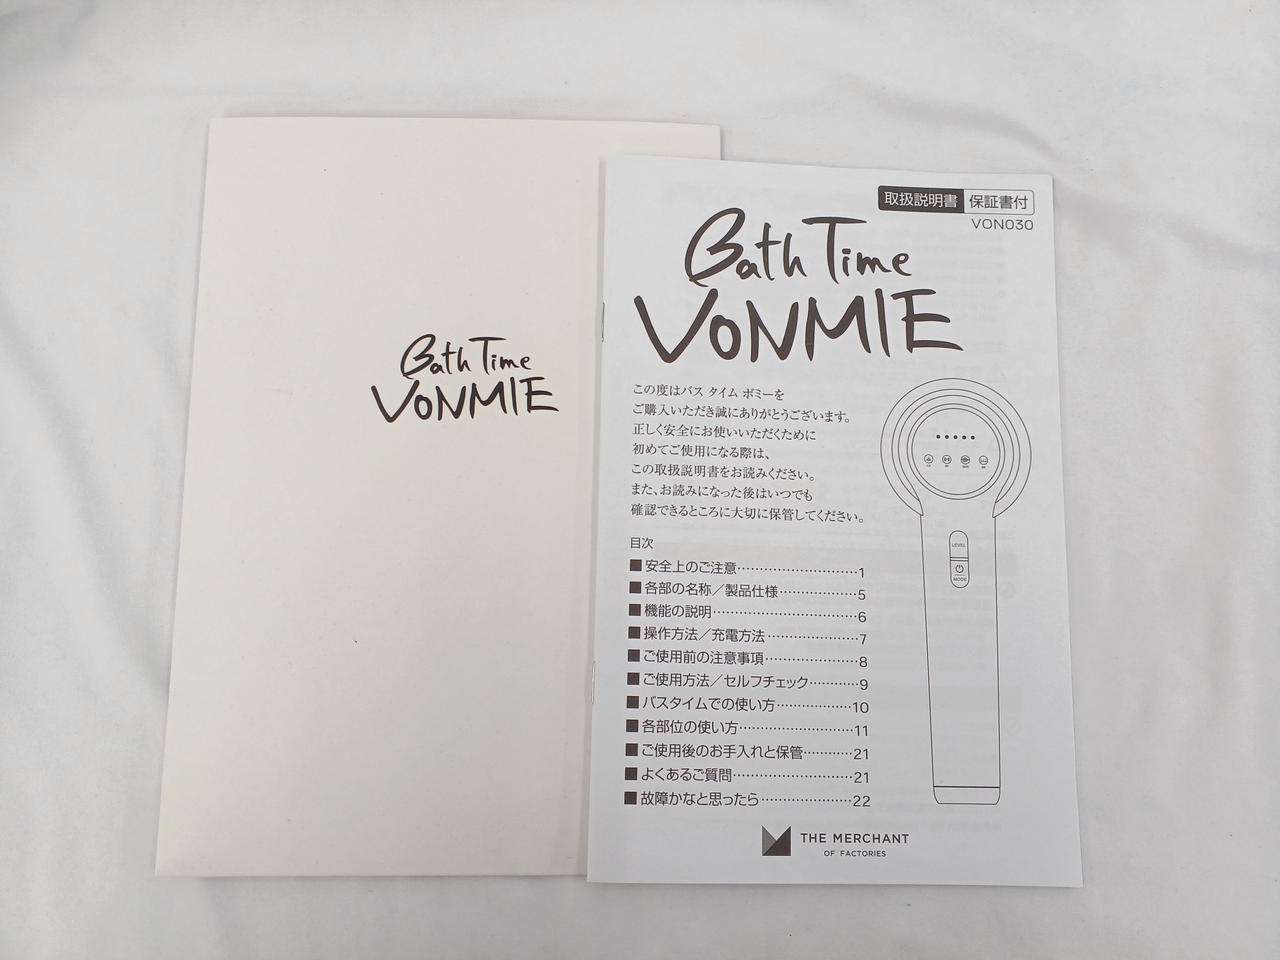 Bath Time
VONMIE
取扱説明書 保証書付
VON030
Bath Time
VONMIE
この度はバス タイム ボミーを
ご購入いただき誠にありがとうございます。
正しく安全にお使いいただくために
初めてご使用になる際は、
この取扱説明書をお読みください。
また、お読みになった後はいつでも
確認できるところに大切に保管してください。
目次
■ 安全上のご注意…………………………1
■ 各部の名称／製品仕様…………………5
■ 機能の説明………………………………6
■ 操作方法／充電方法……………………7
■ ご使用前の注意事項……………………8
■ ご使用方法／セルフチェック…………9
■ バスタイムでの使い方…………………10
■ 各部位の使い方…………………………11
■ ご使用後のお手入れと保管……………21
■ よくあるご質問…………………………21
■ 故障かなと思ったら……………………22
LEVEL
MODE
THE MERCHANT
OF FACTORIES